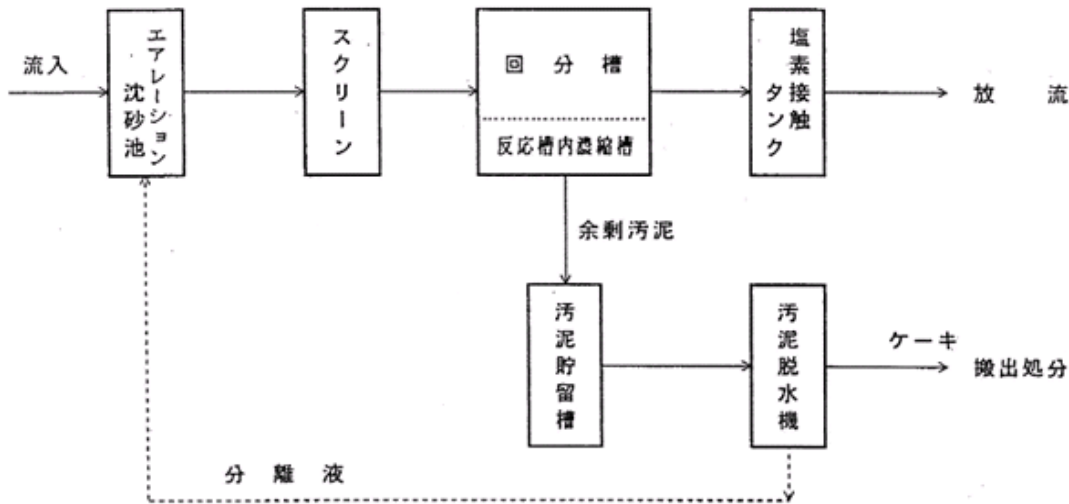 流入
エアレーション
沈砂池
スクリーン
回分槽
反応槽内濃縮槽
塩素接触
タンク
放流
余剰汚泥
汚泥貯留槽
汚泥脱水機
ケーキ
搬出処分
分離液